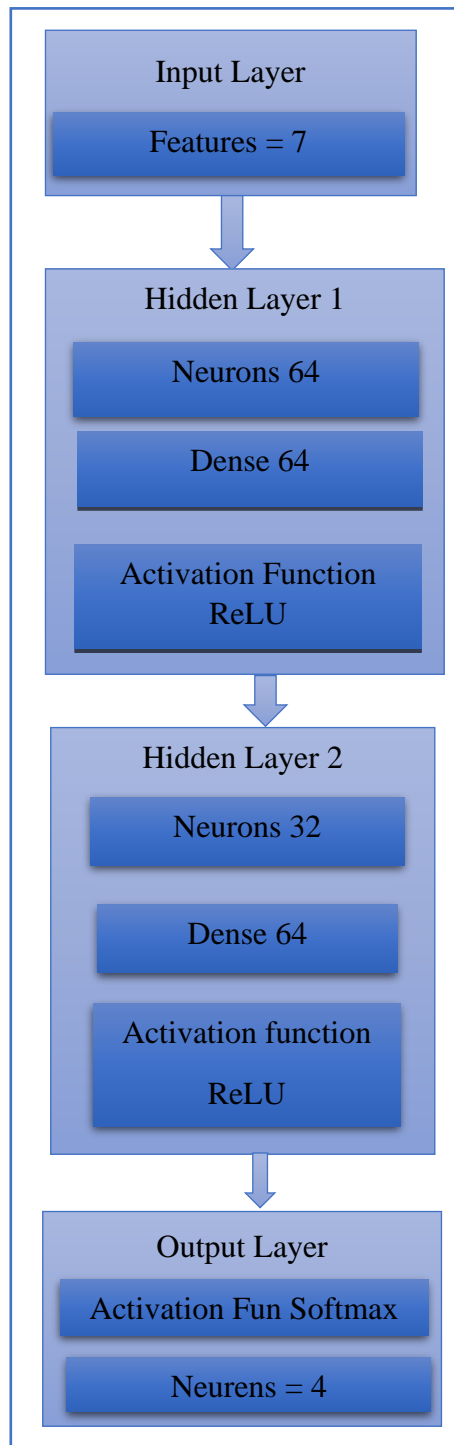 Input Layer
Features = 7
Hidden Layer 1
Neurons 64
Dense 64
Activation Function
ReLU
Hidden Layer 2
Neurons 32
Dense 64
Activation function
ReLU
Output Layer
Activation Fun Softmax
Neurens = 4